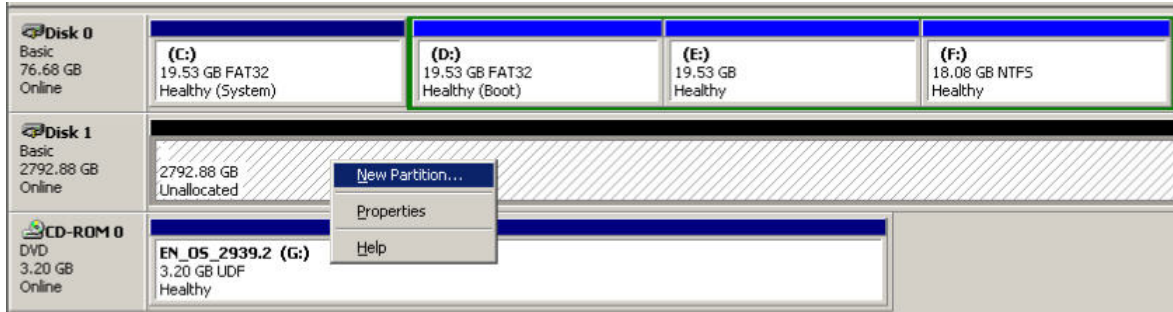 Disk 0
Basic
76.68 GB
Online
(C:)
19.53 GB FAT32
Healthy (System)
(D:)
19.53 GB FAT32
Healthy (Boot)
(E:)
19.53 GB
Healthy
(F:)
18.08 GB NTFS
Healthy
Disk 1
Basic
2792.88 GB
Online
2792.88 GB
Unallocated
New Partition...
Properties
Help
CD-ROM 0
DVD
3.20 GB
Online
EN_OS_2939.2 (G:)
3.20 GB UDF
Healthy